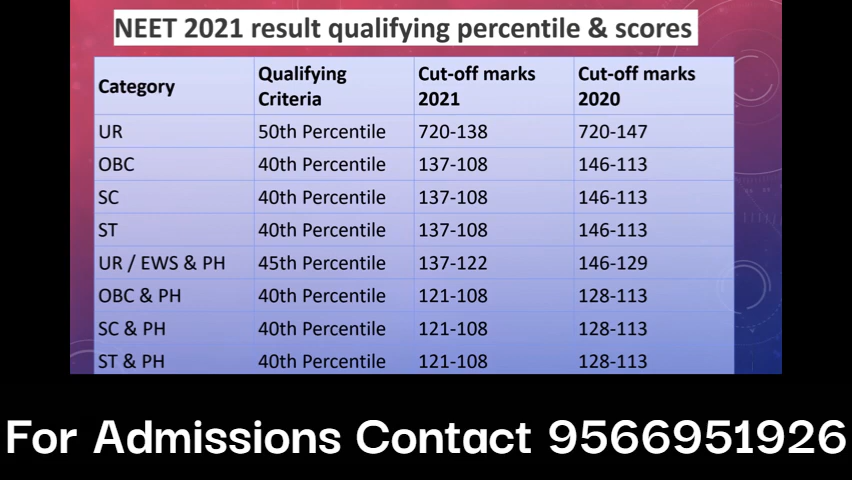 NEET 2021 result qualifying percentile & scores
Category Qualifying Criteria Cut-off marks 2021 Cut-off marks 2020
UR 50th Percentile 720-138 720-147
OBC 40th Percentile 137-108 146-113
SC 40th Percentile 137-108 146-113
ST 40th Percentile 137-108 146-113
UR / EWS & PH 45th Percentile 137-122 146-129
OBC & PH 40th Percentile 121-108 128-113
SC & PH 40th Percentile 121-108 128-113
ST & PH 40th Percentile 121-108 128-113
For Admissions Contact 9566951926